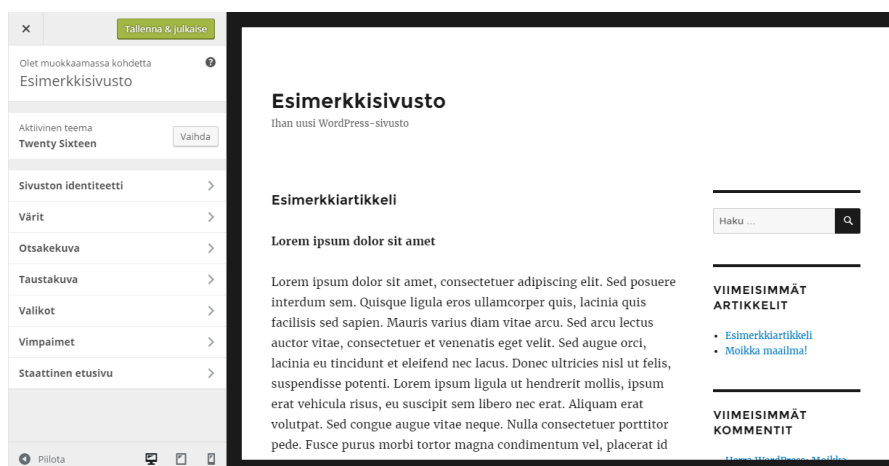 Tallenna & julkaise
Olet muokkaamassa kohdetta
Esimerkkisivusto
Aktiivinen teema
Twenty Sixteen
Vaihda
Sivuston identiteetti
Värit
Otsakekuva
Taustakuva
Valikot
Vimpaimet
Staattinen etusivu
Piilota
Esimerkkisivusto
Ihan uusi WordPress-sivusto
Esimerkkiartikkeli
Lorem ipsum dolor sit amet
Lorem ipsum dolor sit amet, consectetuer adipiscing elit. Sed posuere
interdum sem. Quisque ligula eros ullamcorper quis, lacinia quis
facilisis sed sapien. Mauris varius diam vitae arcu. Sed arcu lectus
auctor vitae, consectetuer et venenatis eget velit. Sed augue orci,
lacinia eu tincidunt et eleifend nec lacus. Donec ultricies nisl ut felis,
suspendisse potenti. Lorem ipsum ligula ut hendrerit mollis, ipsum
erat vehicula risus, eu suscipit sem libero nec erat. Aliquam erat
volutpat. Sed congue augue vitae neque. Nulla consectetuer porttitor
pede. Fusce purus morbi tortor magna condimentum vel, placerat id
Haku ...
VIIMEISIMMÄT
ARTIKKELIT
Esimerkkiartikkeli
Moikka maailma!
VIIMEISIMMÄT
KOMMENTIT
Herra WordPress: Moikka